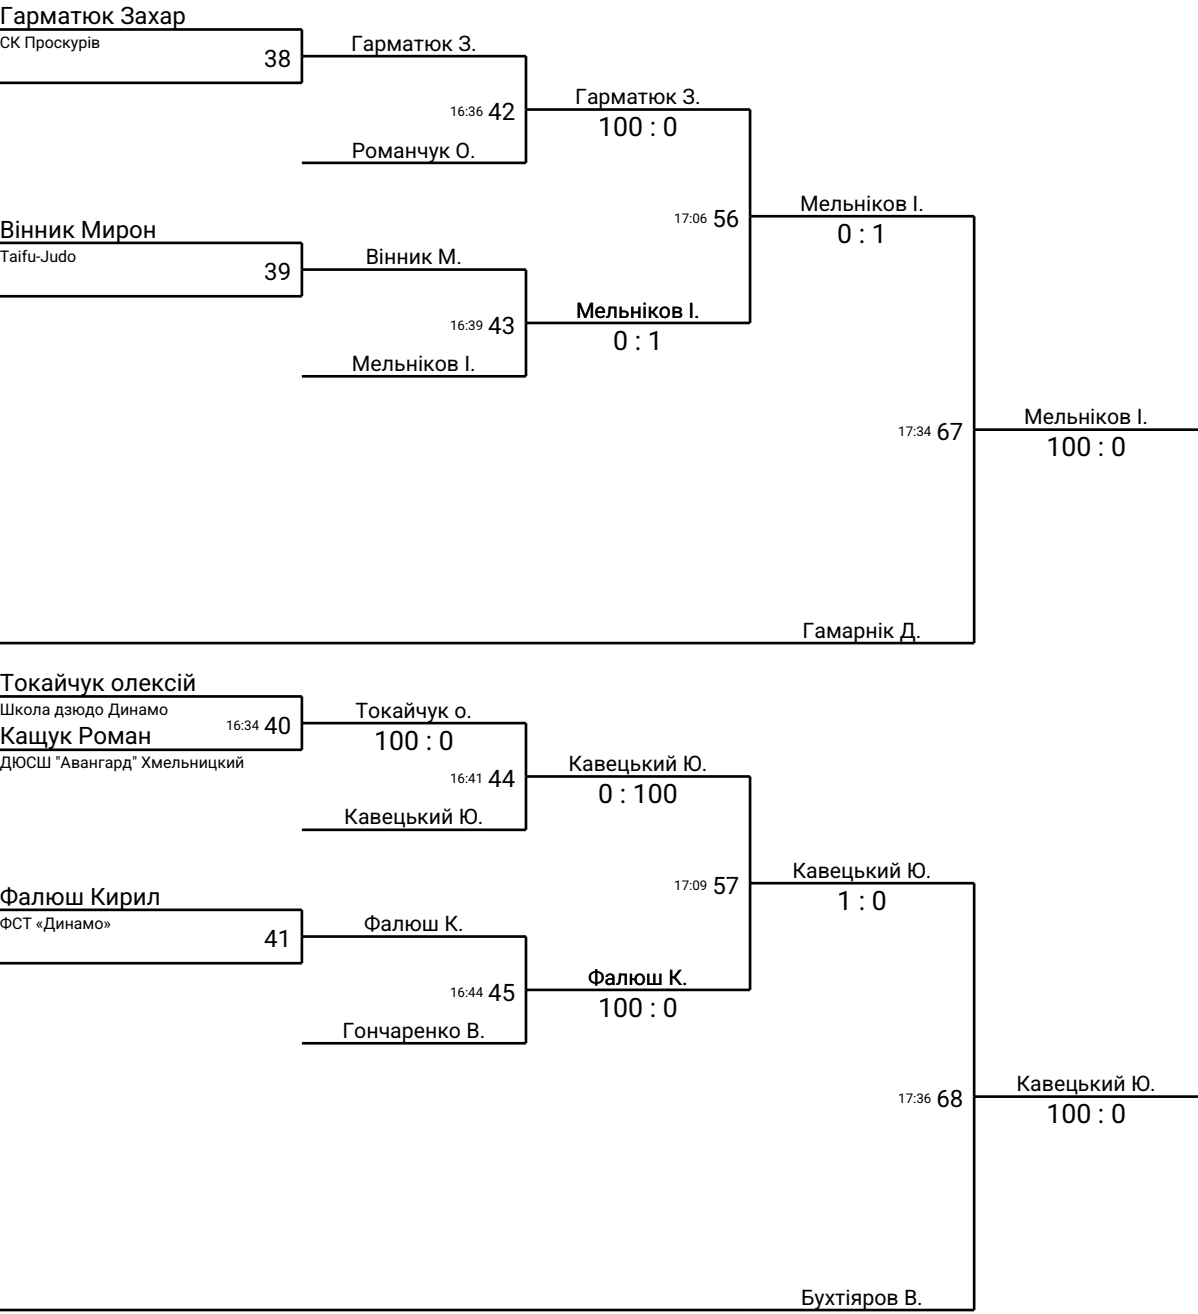 Гарматюк Захар
СК Проскурів
38
Гарматюк З.
16:36 42
Гарматюк З.
100 : 0
Романчук О.
17:06 56
Мельніков І.
0 : 1
Вінник Мирон
Taifu-Judo
39
Вінник М.
16:39 43
Мельніков І.
0 : 1
Мельніков І.
17:34 67
Мельніков І.
100 : 0
Гамарнік Д.
Токайчук олексій
Школа дзюдо Динамо
16:34 40
Кащук Роман
ДЮСШ "Авангард" Хмельницкий
Токайчук о.
100 : 0
16:41 44
Кавецький Ю.
0 : 100
Кавецький Ю.
17:09 57
Кавецький Ю.
1 : 0
Фалюш Кирил
ФСТ «Динамо»
41
Фалюш К.
16:44 45
Фалюш К.
100 : 0
Гончаренко В.
17:36 68
Кавецький Ю.
100 : 0
Бухтіяров В.